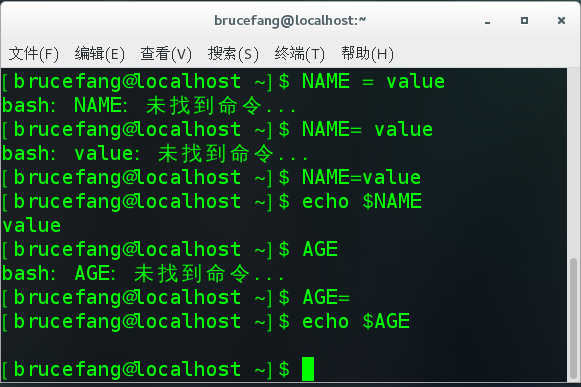 brucefang@localhost:~
文件(F) 编辑(E) 查看(V) 搜索(S) 终端(T) 帮助(H)
[brucefang@localhost ~]$ NAME = value
bash: NAME: 未找到命令...
[brucefang@localhost ~]$ NAME= value
bash: value: 未找到命令...
[brucefang@localhost ~]$ NAME=value
[brucefang@localhost ~]$ echo $NAME
value
[brucefang@localhost ~]$ AGE
bash: AGE: 未找到命令...
[brucefang@localhost ~]$ AGE=
[brucefang@localhost ~]$ echo $AGE
[brucefang@localhost ~]$